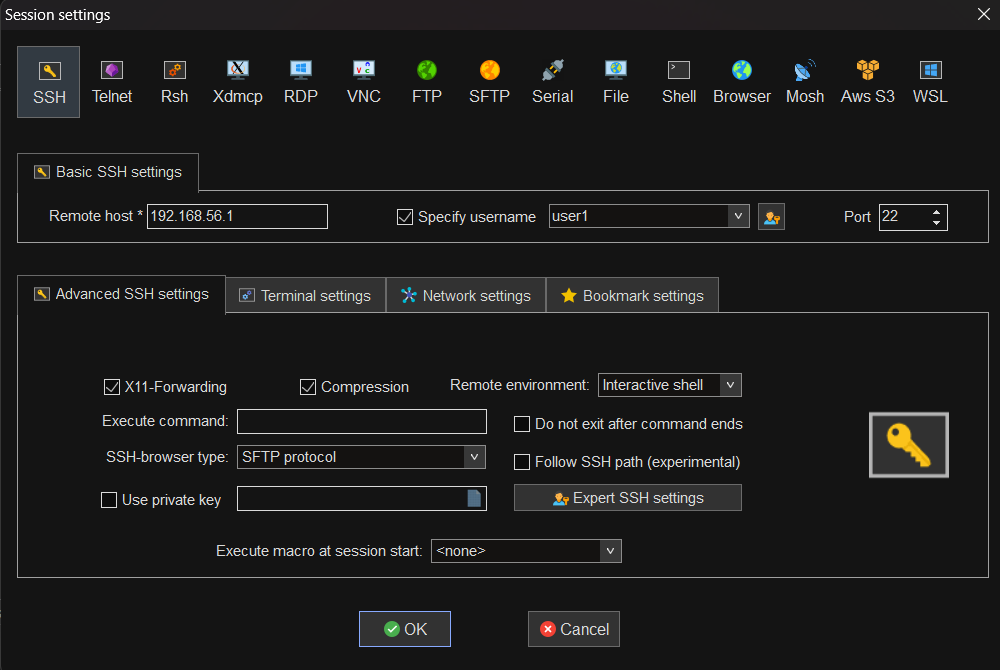 Session settings
SSH Telnet Rsh Xdmcp RDP VNC FTP SFTP Serial File Shell Browser Mosh Aws S3 WSL
Basic SSH settings
Remote host * 192.168.56.1 Specify username user1 Port 22
Advanced SSH settings Terminal settings Network settings Bookmark settings
X11-Forwarding Compression Remote environment: Interactive shell
Execute command: Do not exit after command ends
SSH-browser type: SFTP protocol Follow SSH path (experimental)
Use private key Expert SSH settings
Execute macro at session start: <none>
OK Cancel